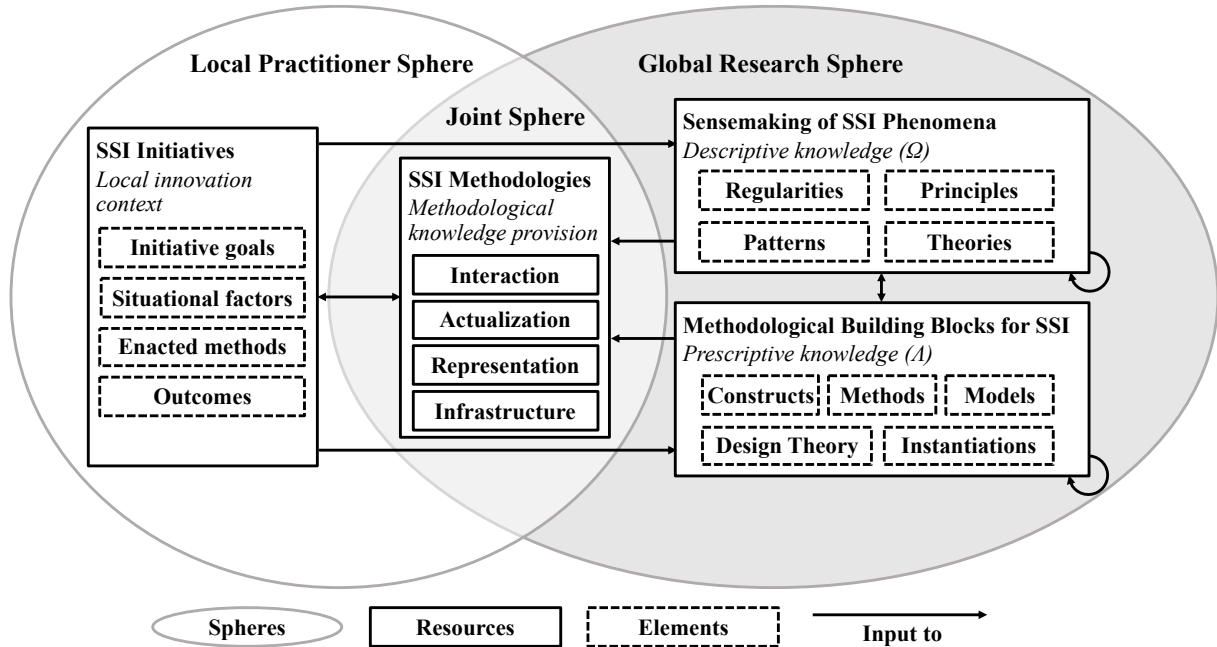 Local Practitioner Sphere
Global Research Sphere
Joint Sphere
SSI Initiatives
Local innovation
context
Initiative goals
Situational factors
Enacted methods
Outcomes
SSI Methodologies
Methodological
knowledge provision
Interaction
Actualization
Representation
Infrastructure
Sensemaking of SSI Phenomena
Descriptive knowledge (Ω)
Regularities
Principles
Patterns
Theories
Methodological Building Blocks for SSI
Prescriptive knowledge (Λ)
Constructs
Methods
Models
Design Theory
Instantiations
Spheres
Resources
Elements
Input to